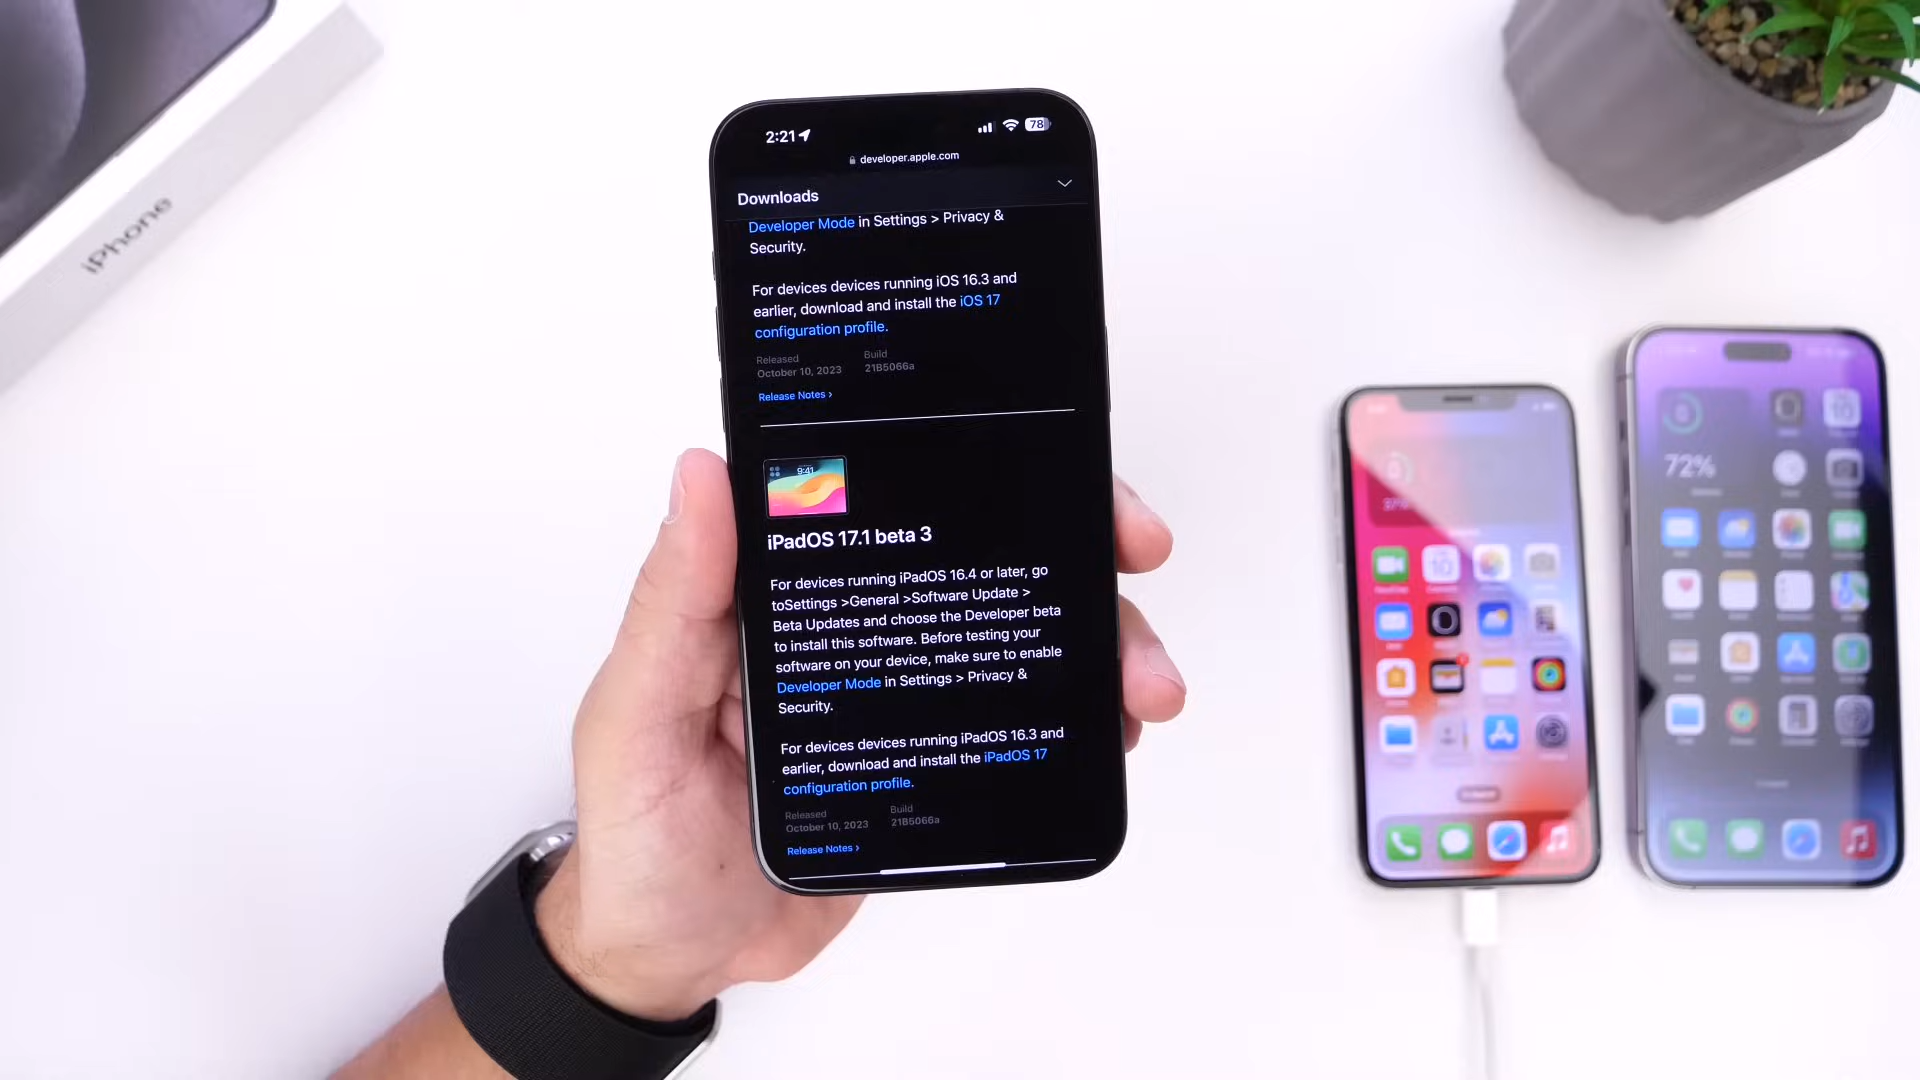 iPhone
2:21
78
developer.apple.com
Downloads
Developer Mode in Settings > Privacy &
Security.
For devices devices running iOS 16.3 and
earlier, download and install the iOS 17
configuration profile.
Released Build
October 10, 2023 21B5066a
Release Notes ›
9:41
iPadOS 17.1 beta 3
For devices running iPadOS 16.4 or later, go
toSettings >General >Software Update >
Beta Updates and choose the Developer beta
to install this software. Before testing your
software on your device, make sure to enable
Developer Mode in Settings > Privacy &
Security.
For devices devices running iPadOS 16.3 and
earlier, download and install the iPadOS 17
configuration profile.
Released Build
October 10, 2023 21B5066a
Release Notes ›
72%
10
10